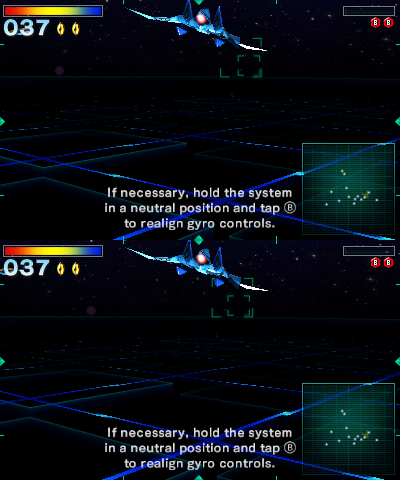 037
B B
If necessary, hold the system
in a neutral position and tap Ⓑ
to realign gyro controls.
037
B B
If necessary, hold the system
in a neutral position and tap Ⓑ
to realign gyro controls.